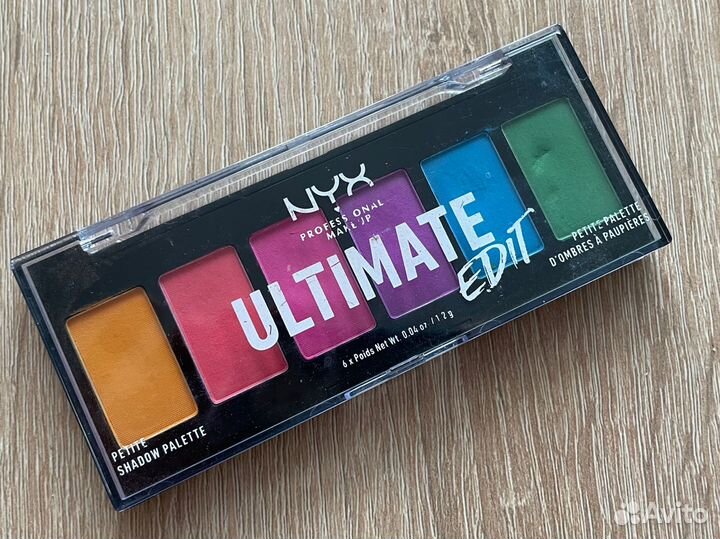 NYX
PROFESSIONAL
MAKEUP
ULTIMATE
EDIT
6 x Poids Net Wt. 0.04 oz / 1.2 g
PETITE
SHADOW PALETTE
PETITE PALETTE
D'OMBRES À PAUPIÈRES
Avito